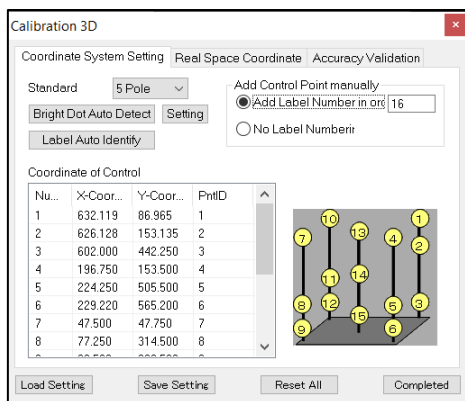 Calibration 3D
Coordinate System Setting Real Space Coordinate Accuracy Validation
Standard 5 Pole
Bright Dot Auto Detect Setting
Label Auto Identify
Add Control Point manually
Add Label Number in orc 16
No Label Numberir
Coordinate of Control
Nu... X-Coor... Y-Coor... PntID
1 632.119 86.965 1
2 626.128 153.135 2
3 602.000 442.250 3
4 196.750 153.500 4
5 224.250 505.500 5
6 229.220 565.200 6
7 47.500 47.750 7
8 77.250 314.500 8
10 1
7 13 4 2
11 14
8 12 5 3
9 15 6
Load Setting Save Setting Reset All Completed